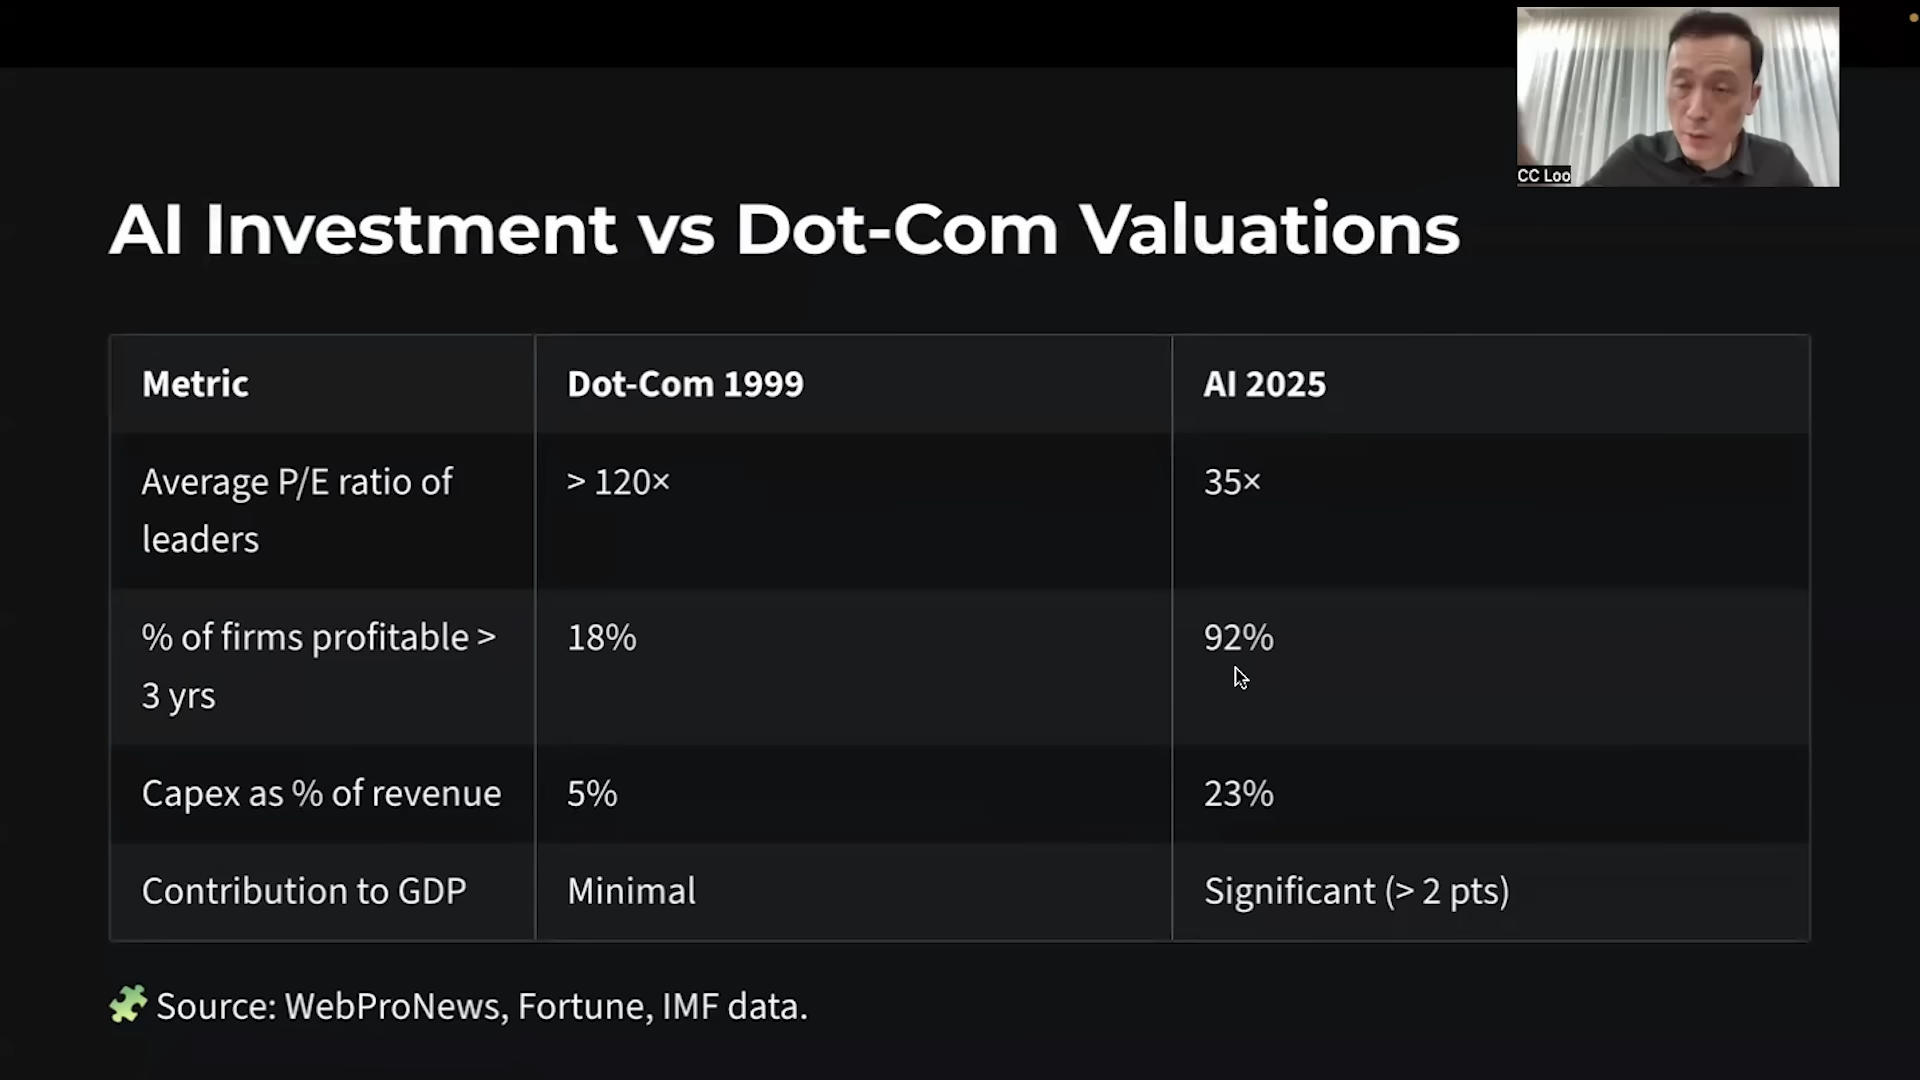 CC Loo
AI Investment vs Dot-Com Valuations
Metric
Dot-Com 1999
AI 2025
Average P/E ratio of
leaders
> 120×
35×
% of firms profitable >
3 yrs
18%
92%
Capex as % of revenue
5%
23%
Contribution to GDP
Minimal
Significant (> 2 pts)
Source: WebProNews, Fortune, IMF data.